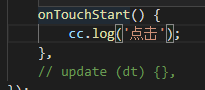 onTouchStart() {
cc.log('点击');
},
// update (dt) {},
});